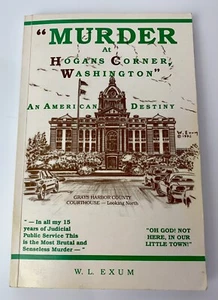 "MURDER
At
HOGANS CORNER,
WASHINGTON"
AN AMERICAN DESTINY
GRAYS HARBOR COUNTY
COURTHOUSE — Looking North
"— In all my 15
years of Judicial
Public Service This
is the Most Brutal and
Senseless Murder —"
"OH GOD! NOT
HERE, IN OUR
LITTLE TOWN!"
W. L. EXUM